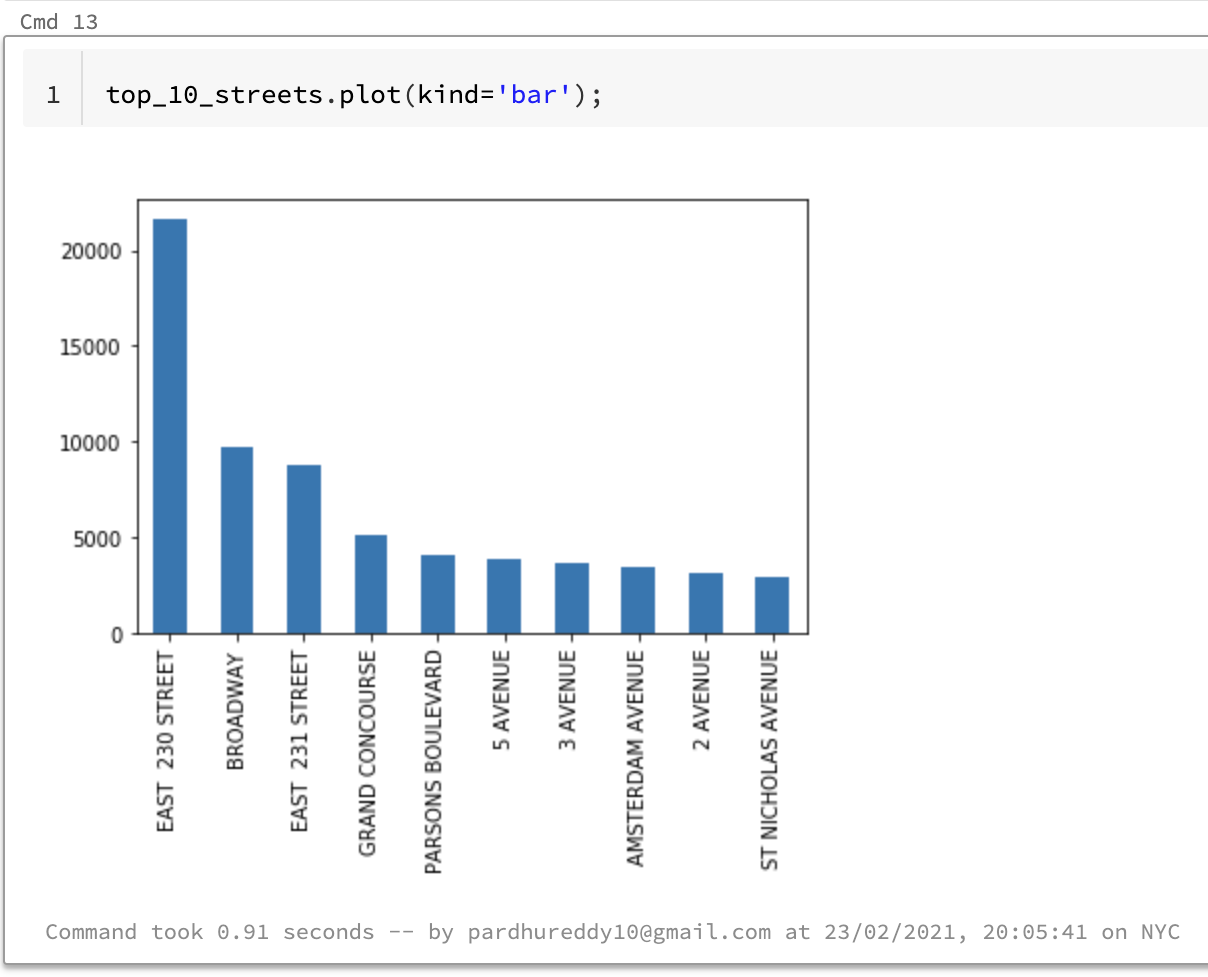 Cmd 13
1 top_10_streets.plot(kind='bar');
20000
15000
10000
5000
0
EAST  230 STREET
BROADWAY
EAST  231 STREET
GRAND CONCOURSE
PARSONS BOULEVARD
5 AVENUE
3 AVENUE
AMSTERDAM AVENUE
2 AVENUE
ST NICHOLAS AVENUE
Command took 0.91 seconds -- by pardhureddy10@gmail.com at 23/02/2021, 20:05:41 on NYC